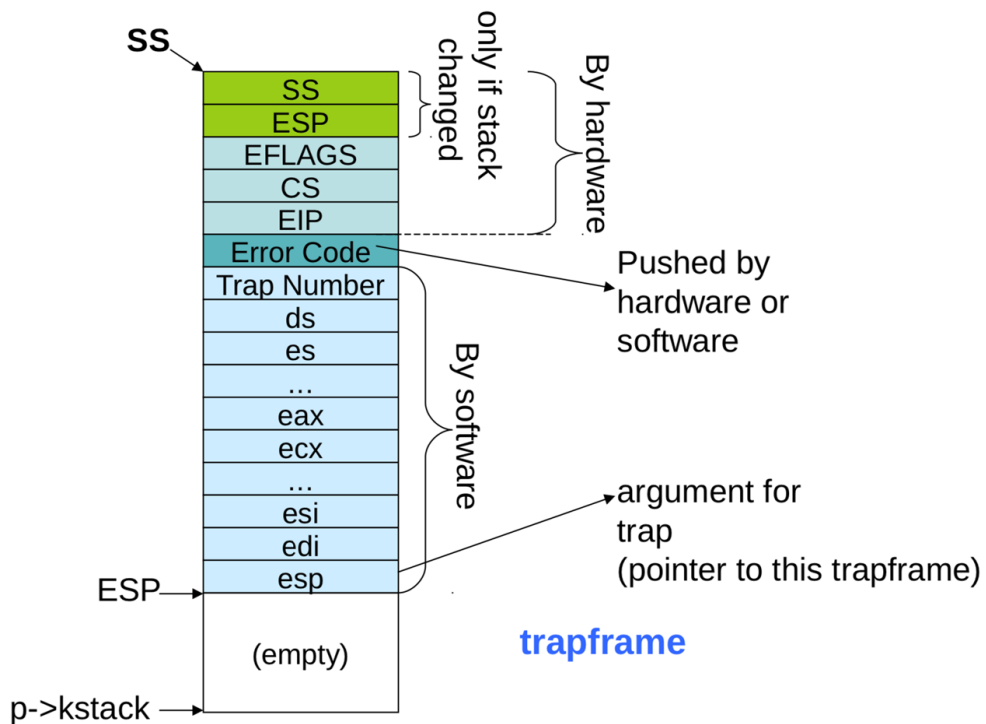 SS
only if stack
changed
By hardware
SS
ESP
EFLAGS
CS
EIP
Error Code
Pushed by
hardware or
software
Trap Number
ds
es
...
eax
ecx
...
esi
edi
esp
By software
argument for
trap
(pointer to this trapframe)
ESP
(empty)
trapframe
p->kstack